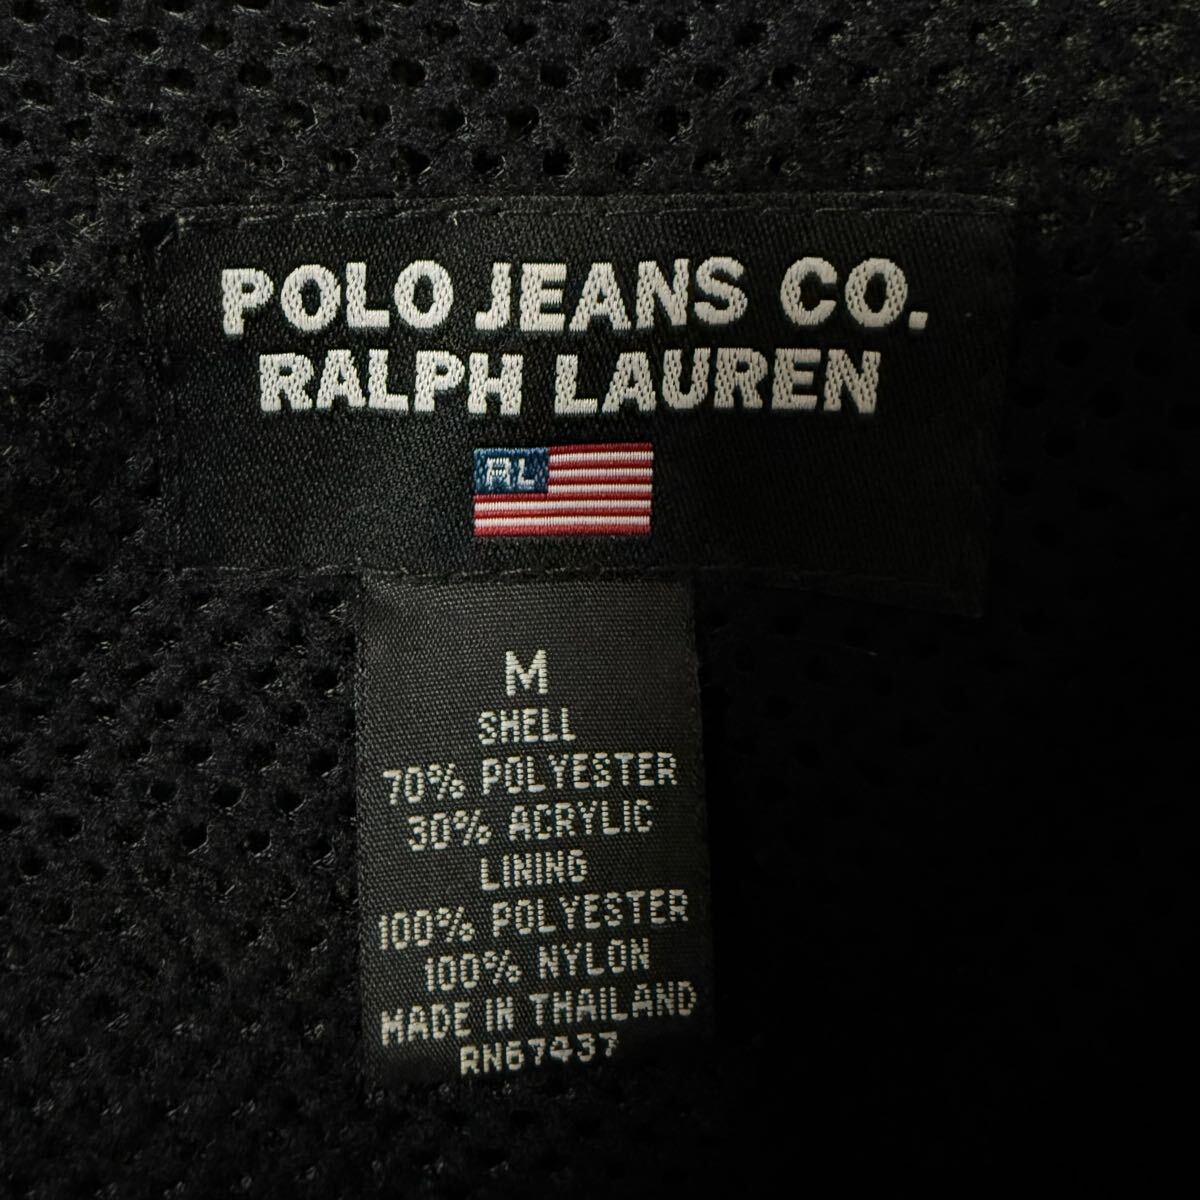 POLO JEANS CO.
RALPH LAUREN
RL
M
SHELL
70% POLYESTER
30% ACRYLIC
LINING
100% POLYESTER
100% NYLON
MADE IN THAILAND
RN67437